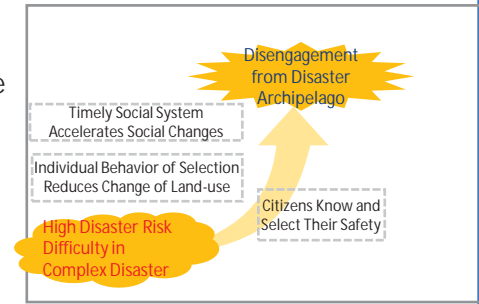 e
Disengagement
from Disaster
Archipelago
Timely Social System
Accelerates Social Changes
Individual Behavior of Selection
Reduces Change of Land-use
Citizens Know and
Select Their Safety
High Disaster Risk
Difficulty in
Complex Disaster